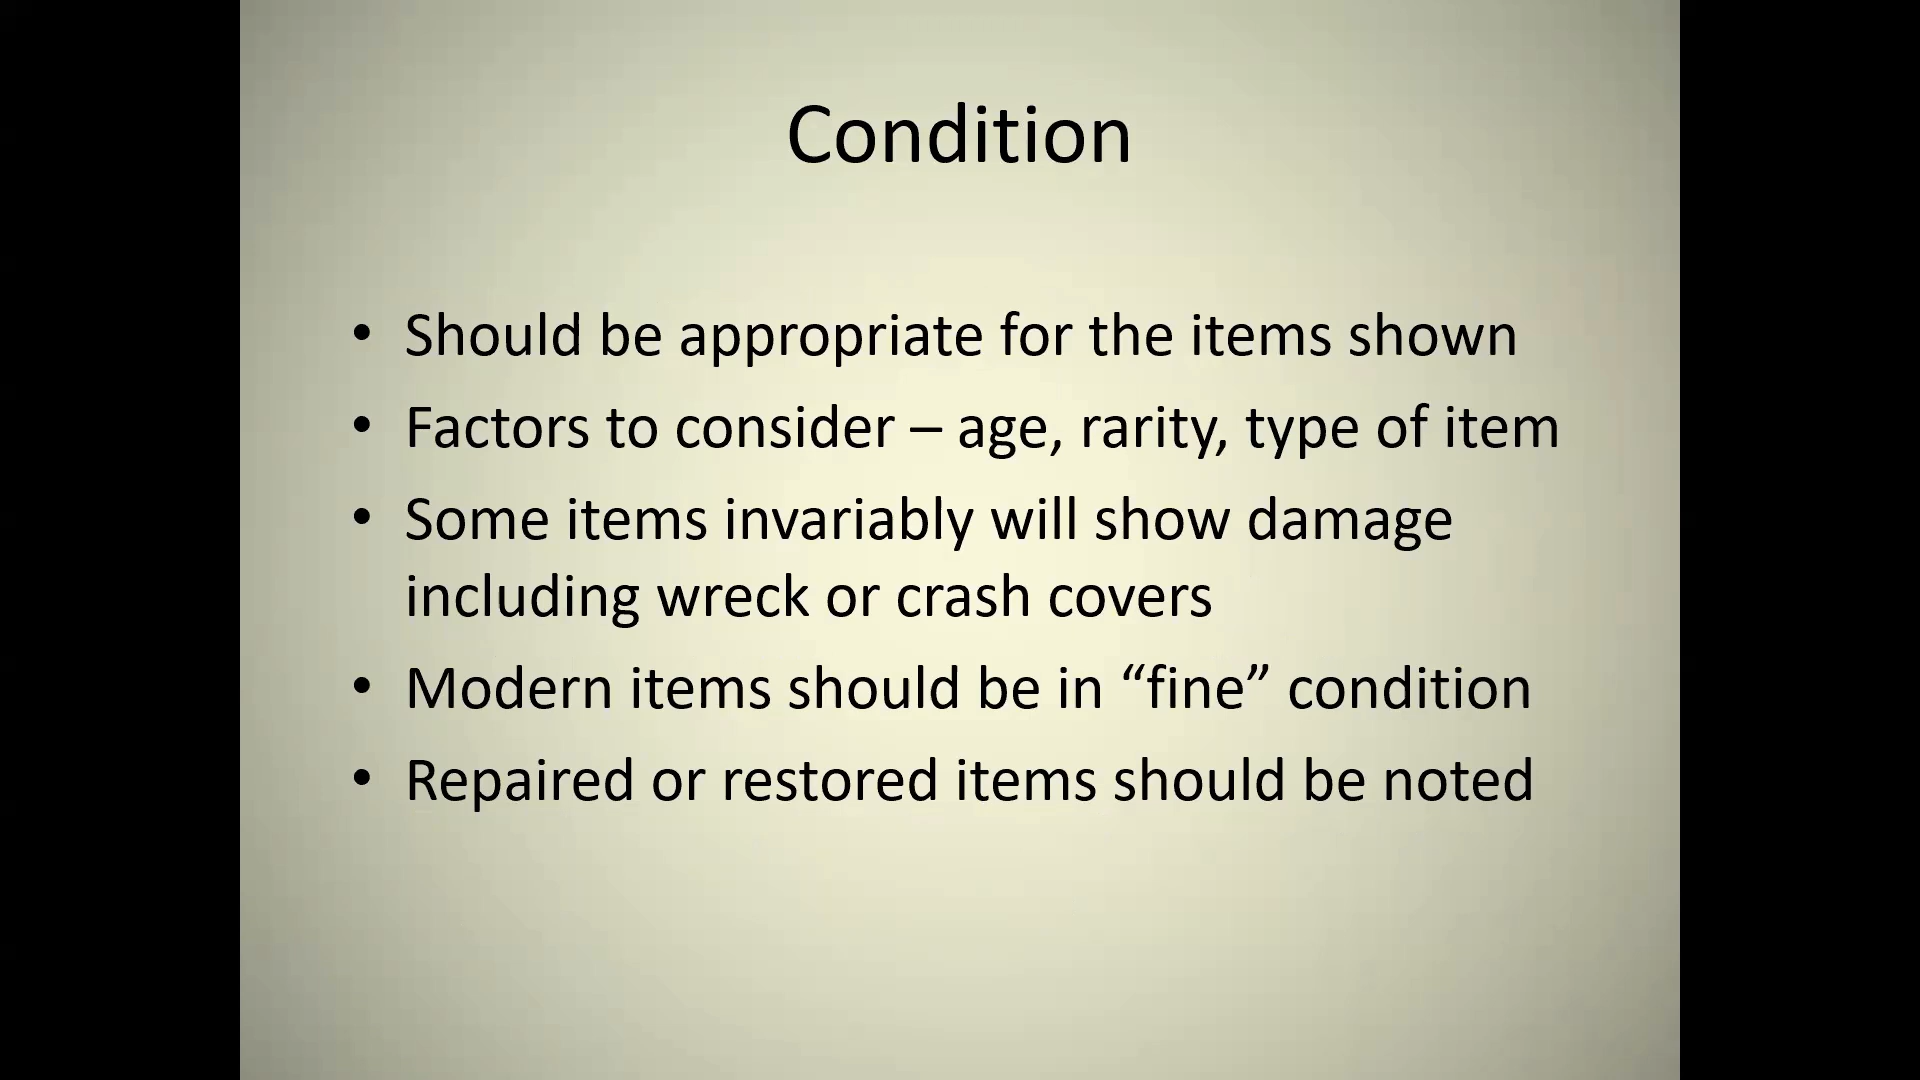 Condition
• Should be appropriate for the items shown
• Factors to consider – age, rarity, type of item
• Some items invariably will show damage
including wreck or crash covers
• Modern items should be in “fine” condition
• Repaired or restored items should be noted